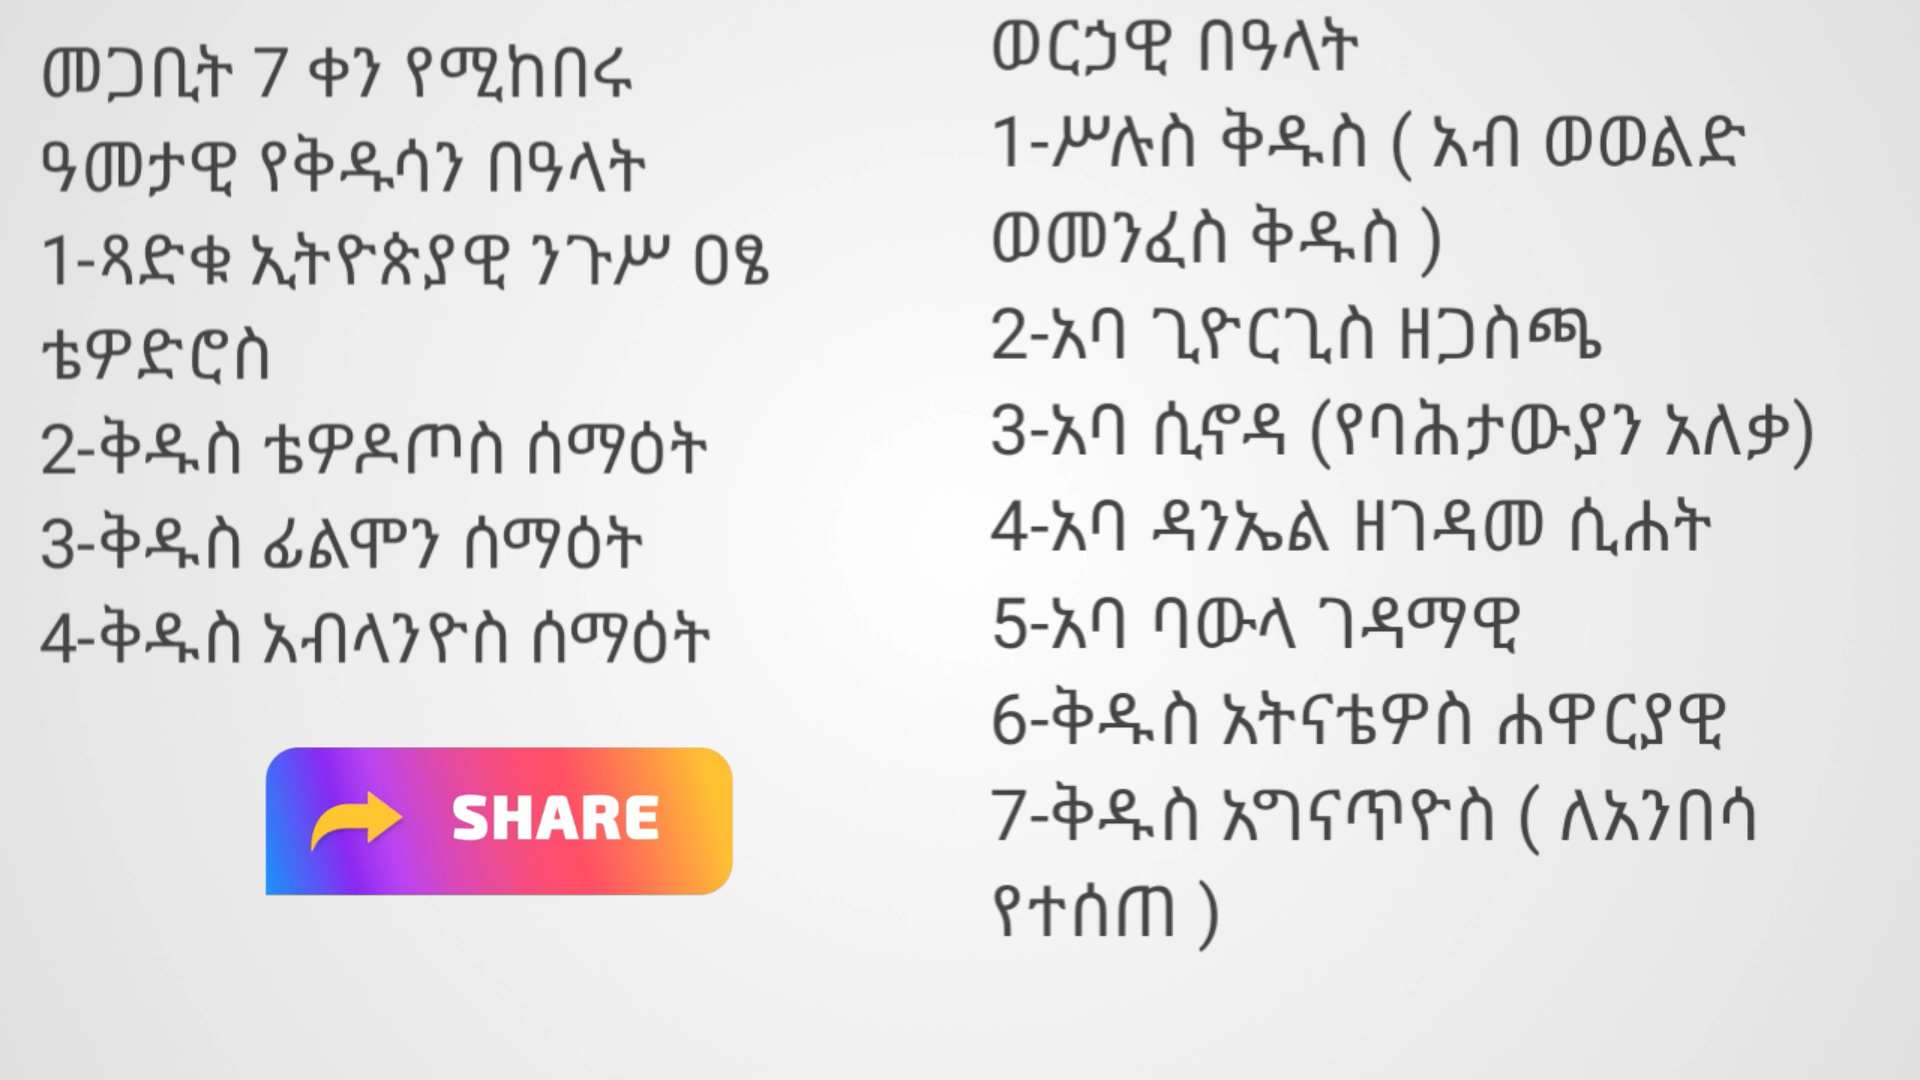 መጋቢት 7 ቀን የሚከበሩ
ዓመታዊ የቅዱሳን በዓላት
1-ጻድቁ ኢትዮጵያዊ ንጉሥ ዐፄ
ቴዎድሮስ
2-ቅዱስ ቴዎዶጦስ ሰማዕት
3-ቅዱስ ፊልሞን ሰማዕት
4-ቅዱስ አብላንዮስ ሰማዕት
SHARE
ወርኃዊ በዓላት
1-ሥሉስ ቅዱስ ( አብ ወወልድ
ወመንፈስ ቅዱስ )
2-አባ ጊዮርጊስ ዘጋስጫ
3-አባ ሲኖዳ (የባሕታውያን አለቃ)
4-አባ ዳንኤል ዘገዳመ ሲሐት
5-አባ ባውላ ገዳማዊ
6-ቅዱስ አትናቴዎስ ሐዋርያዊ
7-ቅዱስ አግናጥዮስ ( ለአንበሳ
የተሰጠ )